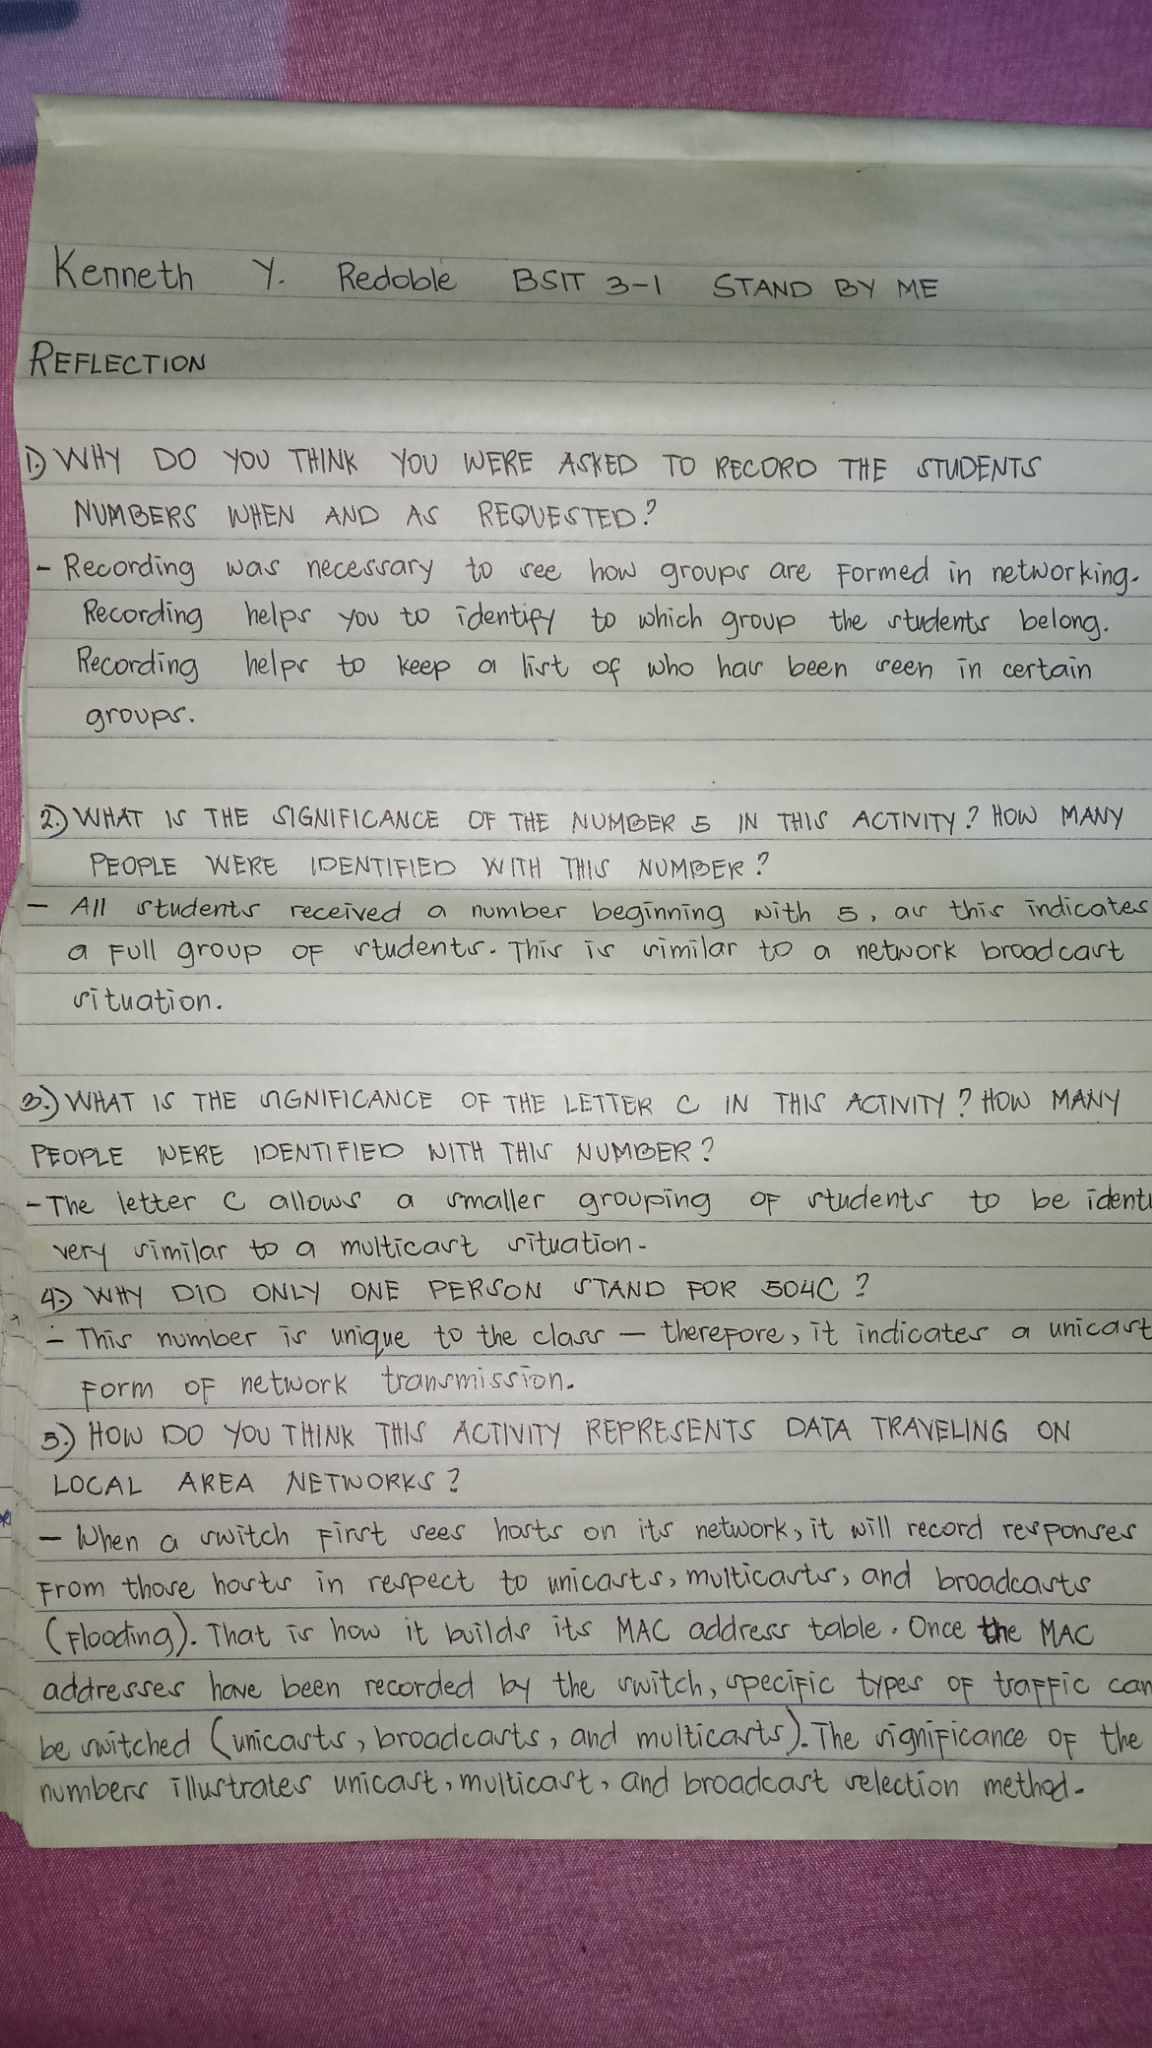 Kenneth Y. Redoble BSIT 3-1 STAND BY ME
REFLECTION
1.) WHY DO YOU THINK YOU WERE ASKED TO RECORD THE STUDENTS
NUMBERS WHEN AND AS REQUESTED?
- Recording was necessary to see how groups are formed in networking.
Recording helps you to identify to which group the students belong.
Recording helps to keep a list of who has been seen in certain
groups.
2.) WHAT IS THE SIGNIFICANCE OF THE NUMBER 5 IN THIS ACTIVITY? HOW MANY
PEOPLE WERE IDENTIFIED WITH THIS NUMBER?
- All students received a number beginning with 5, as this indicates
a full group of students. This is similar to a network broadcast
situation.
3.) WHAT IS THE SIGNIFICANCE OF THE LETTER C IN THIS ACTIVITY? HOW MANY
PEOPLE WERE IDENTIFIED WITH THIS NUMBER?
- The letter C allows a smaller grouping of students to be
very similar to a multicast situation.
4.) WHY DID ONLY ONE PERSON STAND FOR 504C?
- This number is unique to the class - therefore, it indicates a unicast
form of network transmission.
5.) HOW DO YOU THINK THIS ACTIVITY REPRESENTS DATA TRAVELING ON
LOCAL AREA NETWORKS?
- When a switch first sees hosts on its network, it will record responses
from those hosts in respect to unicasts, multicasts, and broadcasts
(flooding). That is how it builds its MAC address table. Once the MAC
addresses have been recorded by the switch, specific types of traffic can
be switched (unicasts, broadcasts, and multicasts). The significance of the
numbers illustrates unicast, multicast, and broadcast selection method.